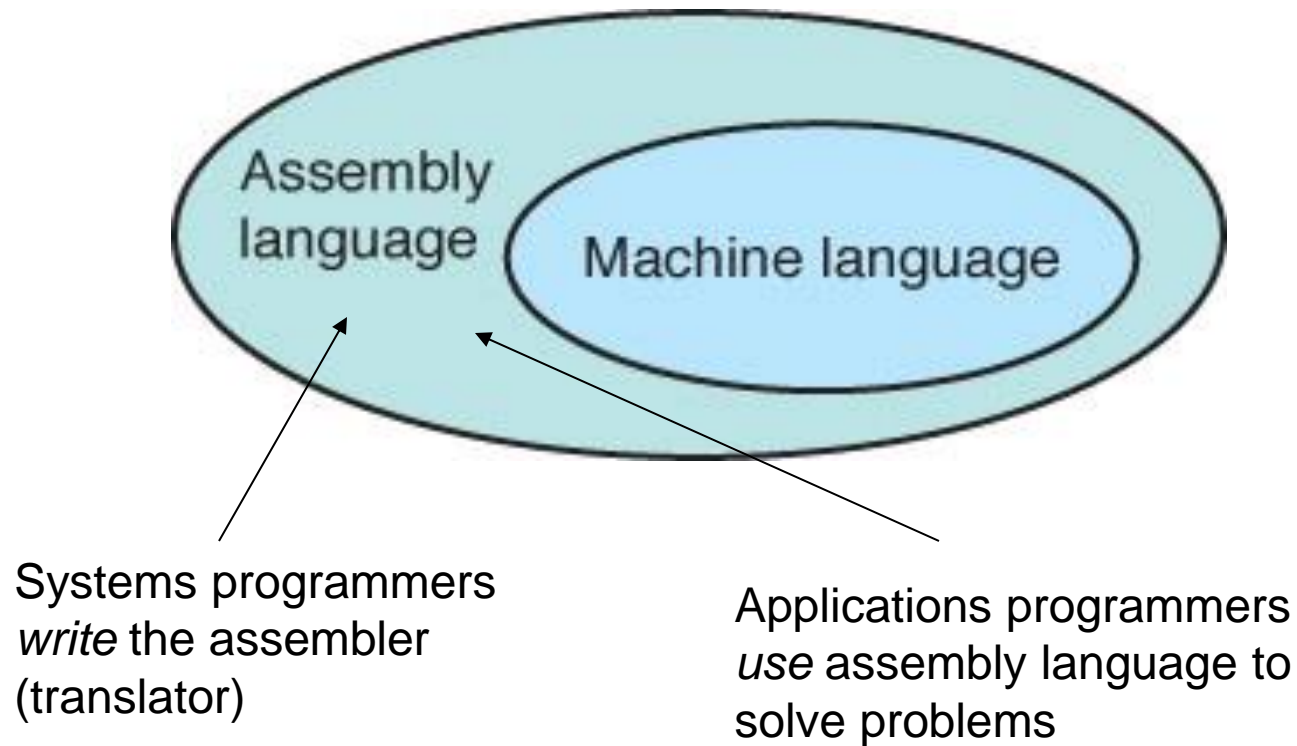 Assembly
language
Machine language
Systems programmers
write the assembler
(translator)
Applications programmers
use assembly language to
solve problems